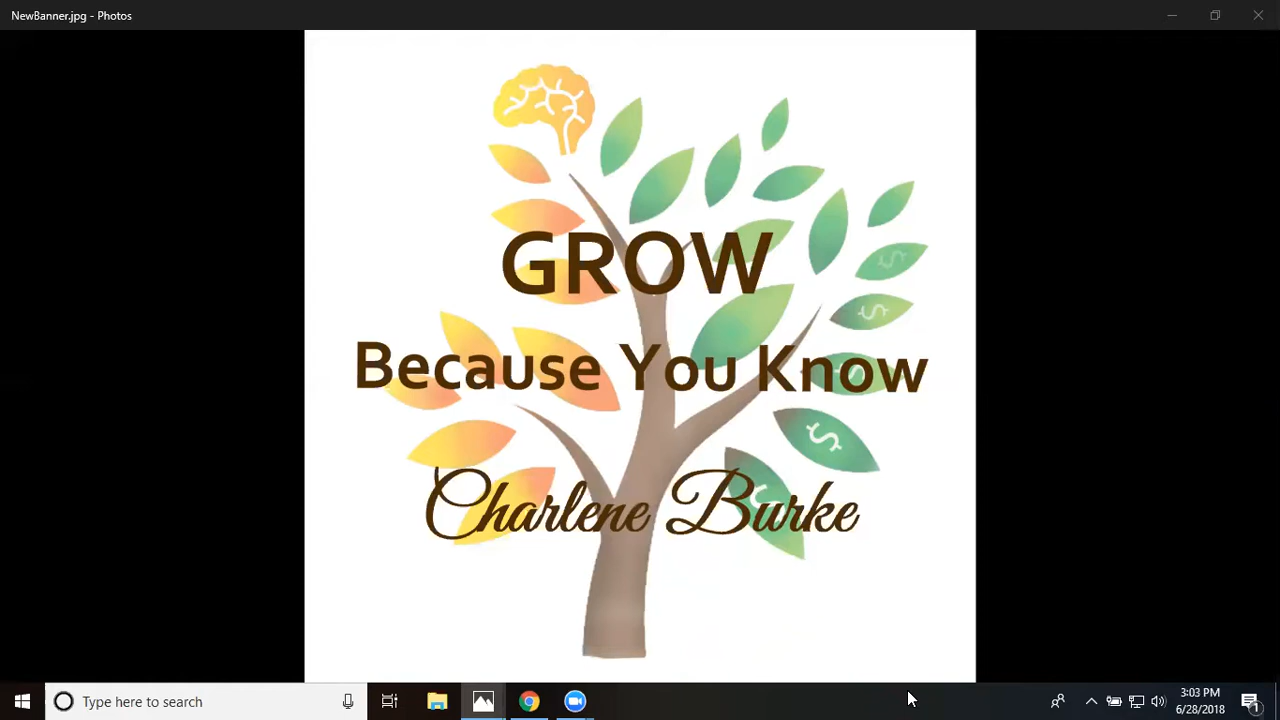 NewBanner.jpg - Photos
GROW
Because You Know
Charlene Burke
Type here to search
3:03 PM
6/28/2018
1